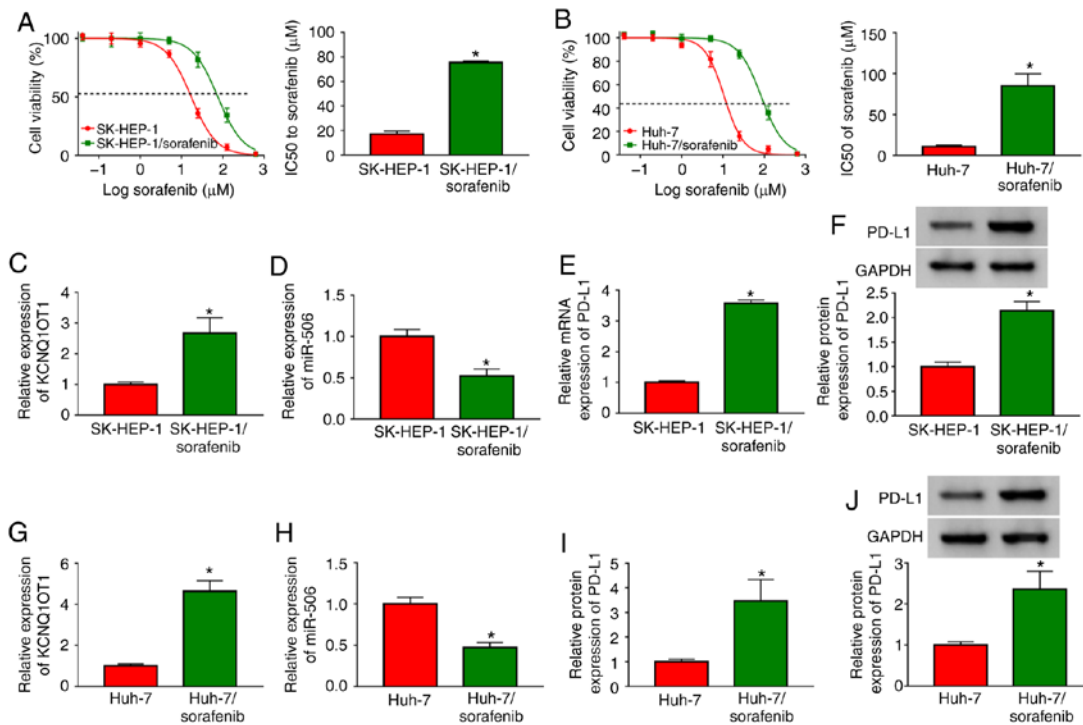 A
Cell viability (%)
100
50
0
SK-HEP-1
SK-HEP-1/sorafenib
−1 0 1 2 3
Log sorafenib (μM)
IC50 to sorafenib (μM)
100
80
60
40
20
0
*
SK-HEP-1
SK-HEP-1/
sorafenib
B
Cell viability (%)
100
80
60
40
20
0
Huh-7
Huh-7/sorafenib
−1 0 1 2 3
Log sorafenib (μM)
IC50 of sorafenib (μM)
150
100
50
0
*
Huh-7
Huh-7/
sorafenib
C
Relative expression
of KCNQ1OT1
4
3
2
1
0
*
SK-HEP-1
SK-HEP-1/
sorafenib
D
Relative expression
of miR-506
1.5
1.0
0.5
0.0
*
SK-HEP-1
SK-HEP-1/
sorafenib
E
Relative mRNA
expression of PD-L1
4
3
2
1
0
*
SK-HEP-1
SK-HEP-1/
sorafenib
F
PD-L1
GAPDH
Relative protein
expression of PD-L1
2.5
2.0
1.5
1.0
0.5
0.0
*
SK-HEP-1
SK-HEP-1/
sorafenib
G
Relative expression
of KCNQ1OT1
6
4
2
0
*
Huh-7
Huh-7/
sorafenib
H
Relative expression
of miR-506
1.5
1.0
0.5
0.0
*
Huh-7
Huh-7/
sorafenib
I
Relative protein
expression of PD-L1
5
4
3
2
1
0
*
Huh-7
Huh-7/
sorafenib
J
PD-L1
GAPDH
Relative protein
expression of PD-L1
3
2
1
0
*
Huh-7
Huh-7/
sorafenib